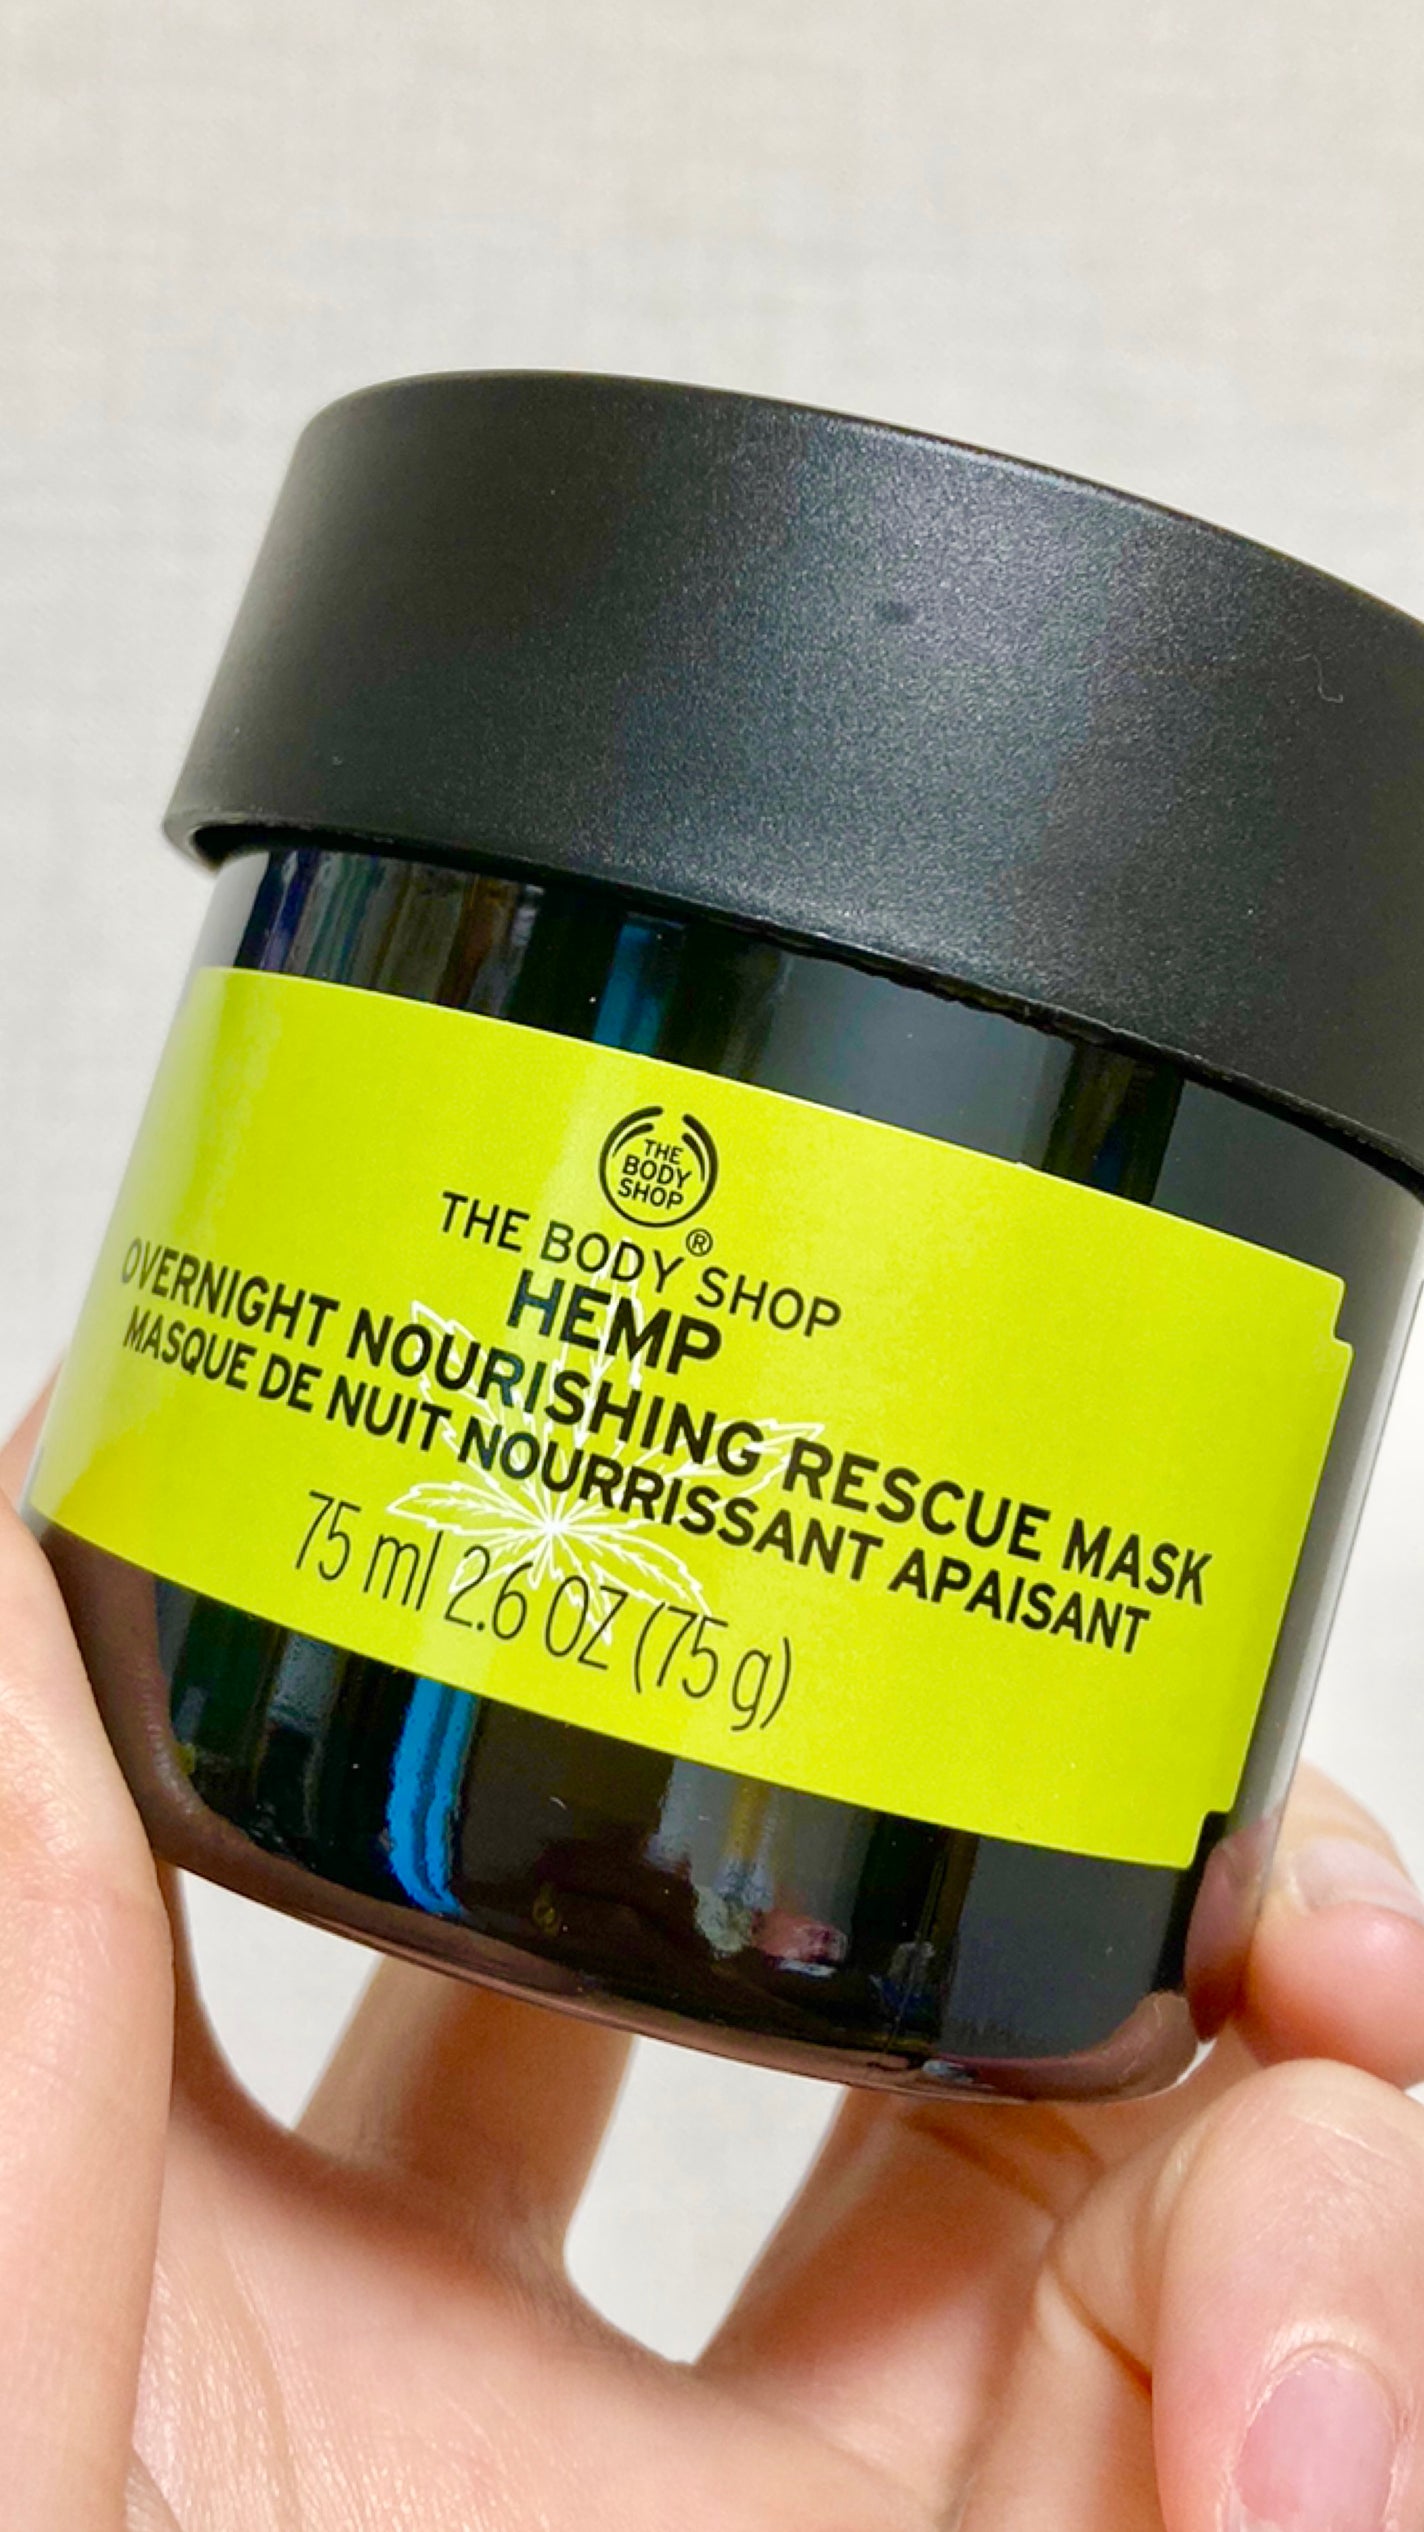 THE
BODY
SHOP
®
THE BODY SHOP
HEMP
OVERNIGHT NOURISHING RESCUE MASK
MASQUE DE NUIT NOURRISSANT APAISANT
75 ml 2.6 OZ (75 g)